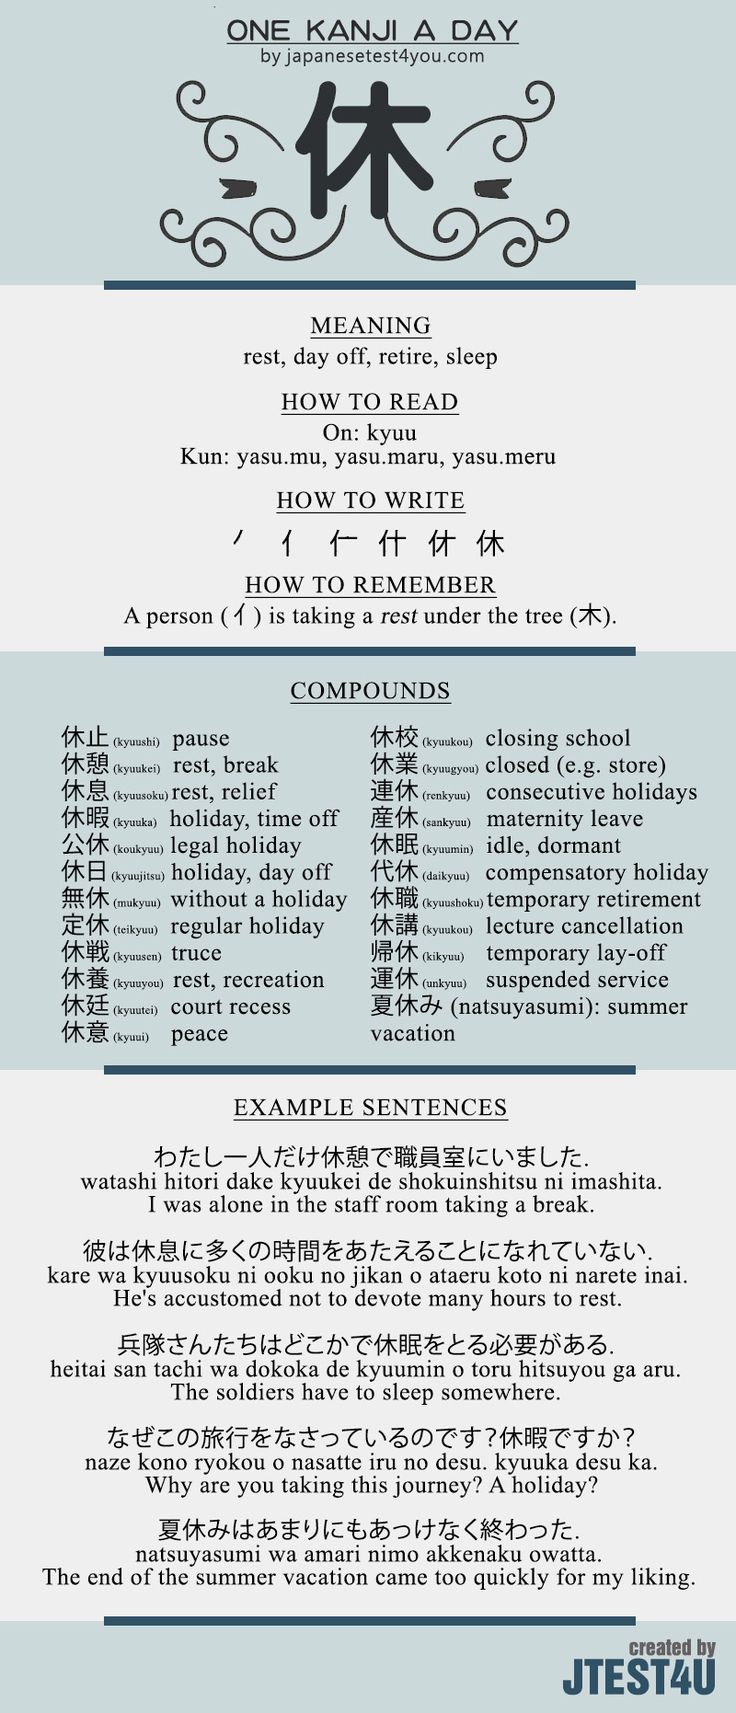 ONE KANJI A DAY
by japanesetest4you.com
休
MEANING
rest, day off, retire, sleep
HOW TO READ
On: kyuu
Kun: yasu.mu, yasu.maru, yasu.meru
HOW TO WRITE
㇒ 亻 仁 什 休 休
HOW TO REMEMBER
A person (亻) is taking a rest under the tree (木).
COMPOUNDS
休止 (kyuushi) pause
休憩 (kyuukei) rest, break
休息 (kyuusoku) rest, relief
休暇 (kyuuka) holiday, time off
公休 (koukyuu) legal holiday
休日 (kyuujitsu) holiday, day off
無休 (mukyuu) without a holiday
定休 (teikyuu) regular holiday
休戦 (kyuusen) truce
休養 (kyuuyou) rest, recreation
休廷 (kyuutei) court recess
休意 (kyuui) peace
休校 (kyuukou) closing school
休業 (kyuugyou) closed (e.g. store)
連休 (renkyuu) consecutive holidays
産休 (sankyuu) maternity leave
休眠 (kyuumin) idle, dormant
代休 (daikyuu) compensatory holiday
休職 (kyuushoku) temporary retirement
休講 (kyuukou) lecture cancellation
帰休 (kikyuu) temporary lay-off
運休 (unkyuu) suspended service
夏休み (natsuyasumi): summer
vacation
EXAMPLE SENTENCES
わたし一人だけ休憩で職員室にいました.
watashi hitori dake kyuukei de shokuinshitsu ni imashita.
I was alone in the staff room taking a break.
彼は休息に多くの時間をあたえることになれていない.
kare wa kyuusoku ni ooku no jikan o ataeru koto ni narete inai.
He's accustomed not to devote many hours to rest.
兵隊さんたちはどこかで休眠をとる必要がある.
heitai san tachi wa dokoka de kyuumin o toru hitsuyou ga aru.
The soldiers have to sleep somewhere.
なぜこの旅行をなさっているのです?休暇ですか?
naze kono ryokou o nasatte iru no desu. kyuuka desu ka.
Why are you taking this journey? A holiday?
夏休みはあまりにもあっけなく終わった.
natsuyasumi wa amari nimo akkenaku owatta.
The end of the summer vacation came too quickly for my liking.
created by
JTEST4U